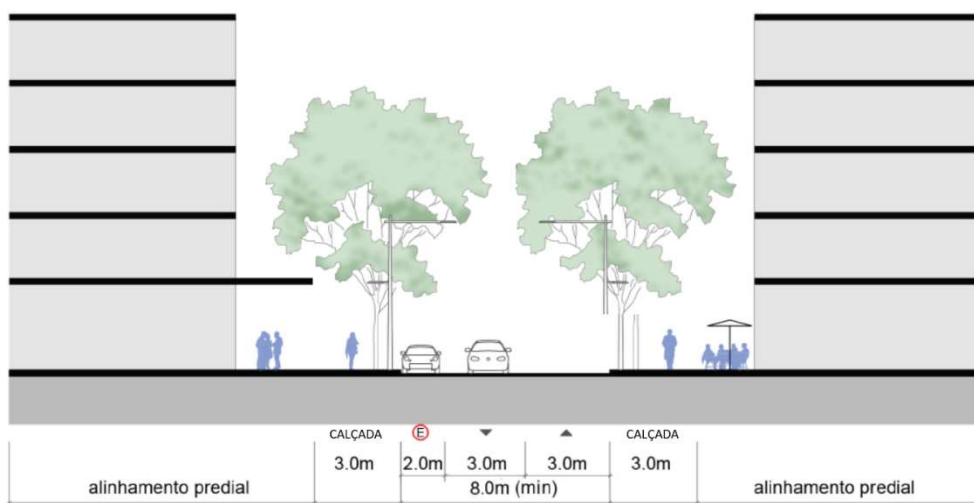 CALÇADA E CALÇADA
3.0m 2.0m 3.0m 3.0m 3.0m
alinhamento predial 8.0m (min) alinhamento predial